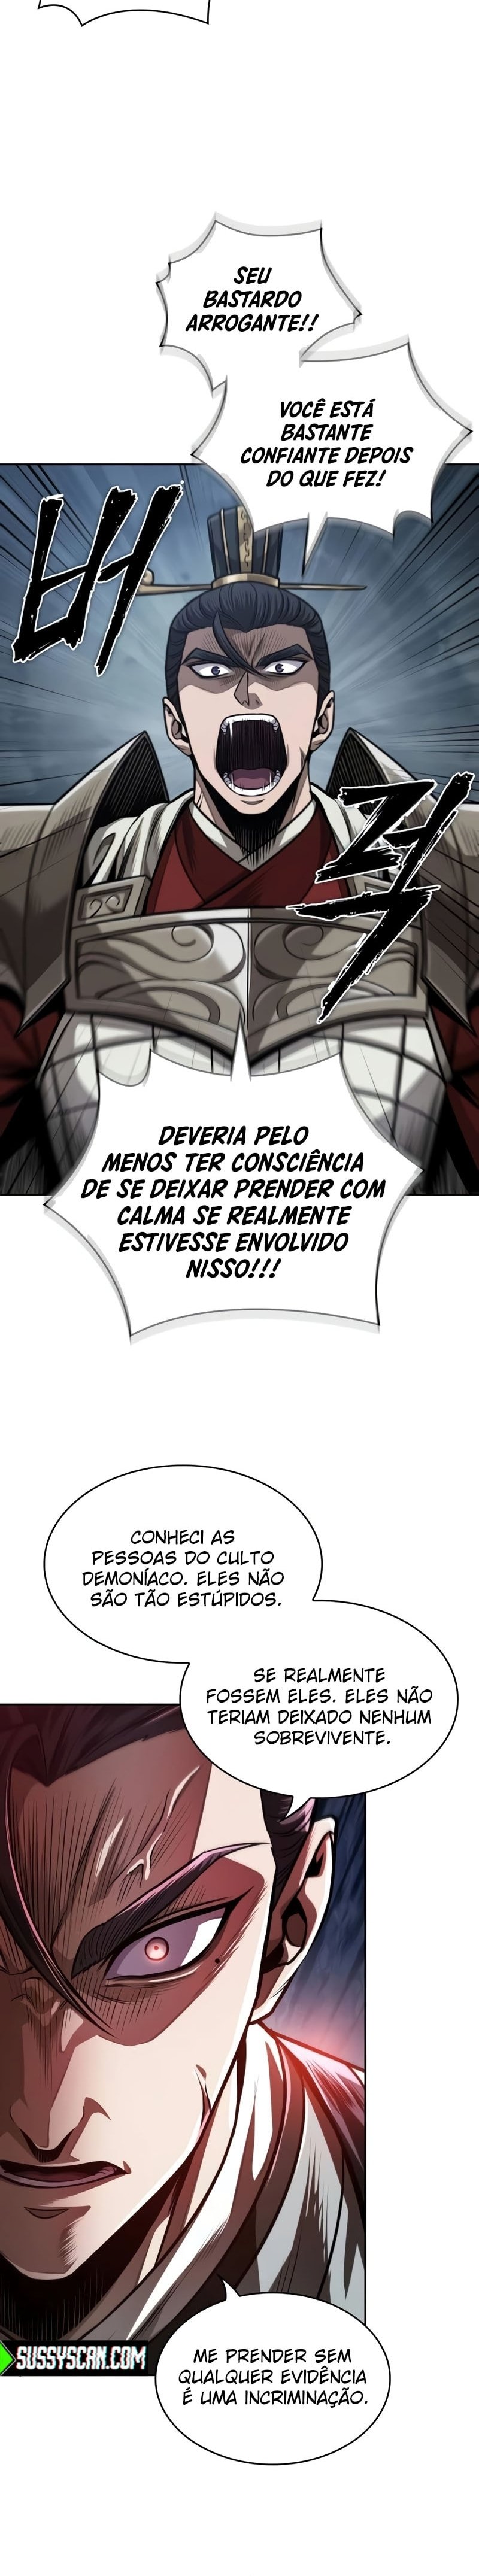 SEU
BASTARDO
ARROGANTE!!
VOCÊ ESTÁ
BASTANTE
CONFIANTE DEPOIS
DO QUE FEZ!
버
럭
DEVERIA PELO
MENOS TER CONSCIÊNCIA
DE SE DEIXAR PRENDER COM
CALMA SE REALMENTE
ESTIVESSE ENVOLVIDO
NISSO!!!
CONHECI AS
PESSOAS DO CULTO
DEMONÍACO. ELES NÃO
SÃO TÃO ESTÚPIDOS.
SE REALMENTE
FOSSEM ELES. ELES NÃO
TERIAM DEIXADO NENHUM
SOBREVIVENTE.
SUSSYSCAN.COM
ME PRENDER SEM
QUALQUER EVIDÊNCIA
É UMA INCRIMINAÇÃO.